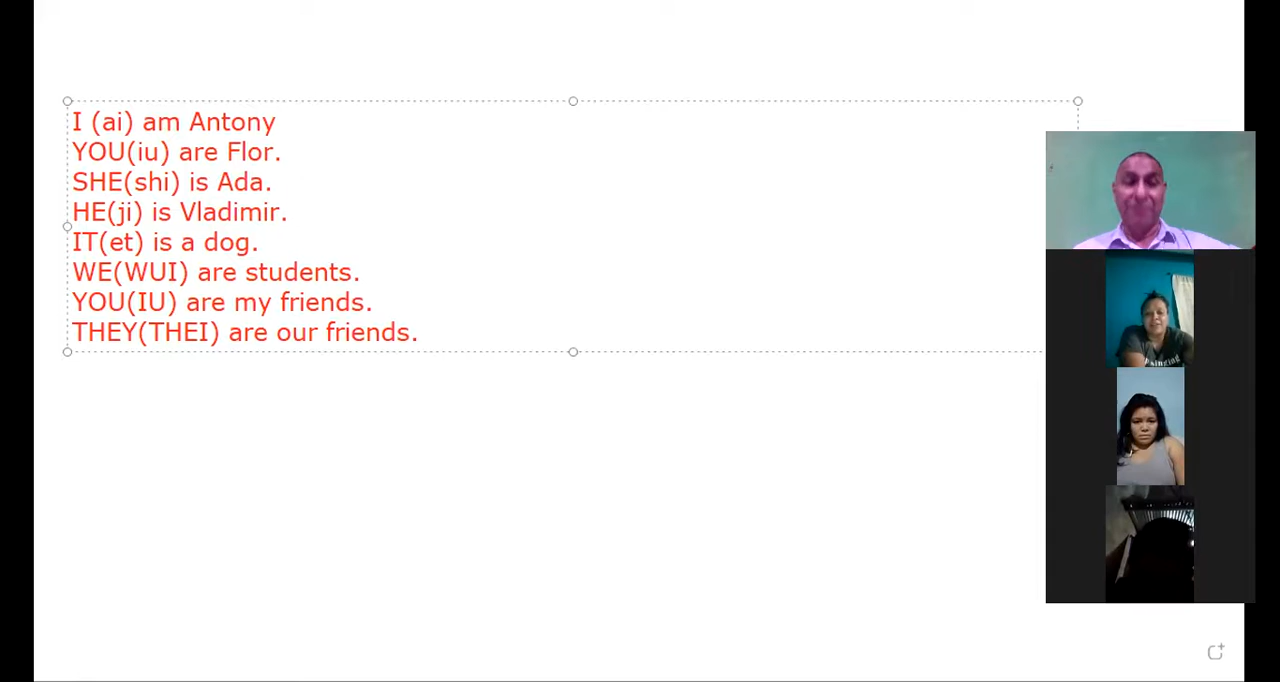 I (ai) am Antony
YOU(iu) are Flor.
SHE(shi) is Ada.
HE(ji) is Vladimir.
IT(et) is a dog.
WE(WUI) are students.
YOU(IU) are my friends.
THEY(THEI) are our friends.